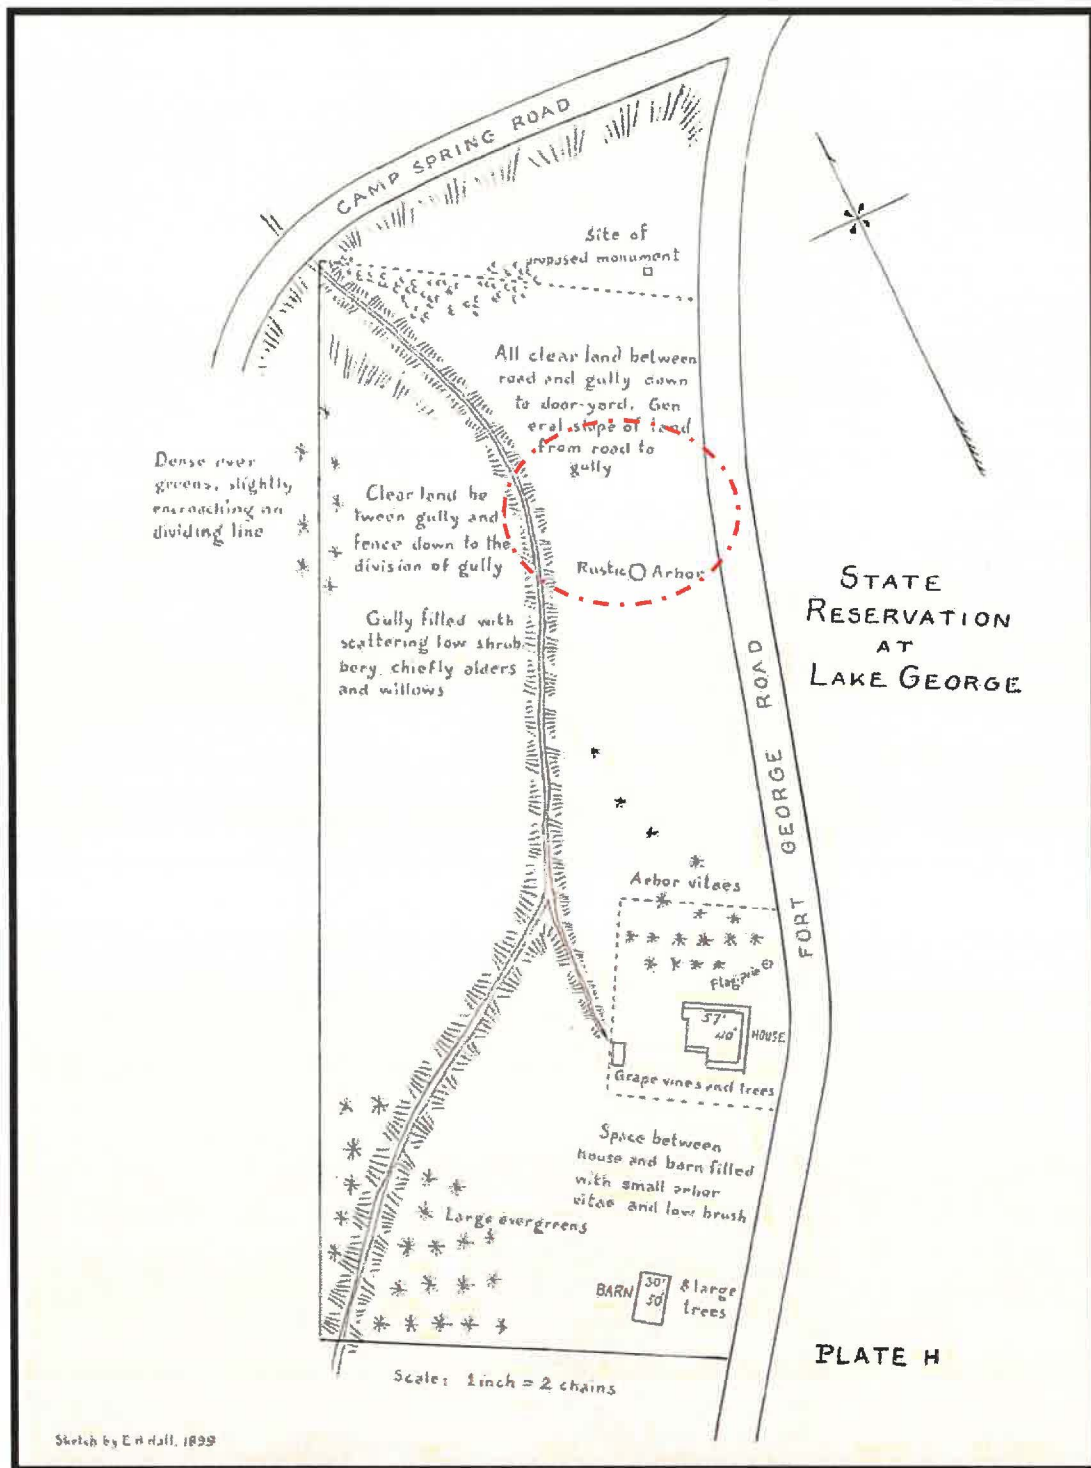 CAMP SPRING ROAD
Site of
proposed monument
All clear land between
road and gully down
to door-yard. Gen
eral slope of land
from road to
gully
Dense ever
greens, slightly
encroaching on
dividing line
Clear land be
tween gully and
fence down to the
division of gully
Rustic Arbor
Gully filled with
scattering low shrub
bery, chiefly alders
and willows
STATE
RESERVATION
AT
LAKE GEORGE
FORT GEORGE ROAD
Arbor vitaes
Flagpole
57'
40'
HOUSE
Grape vines and trees
Space between
house and barn filled
with small arbor
vitae and low brush
Large evergreens
BARN
30'
50'
8 large
trees
PLATE H
Scale: 1 inch = 2 chains
Sketch by E H Hall, 1899